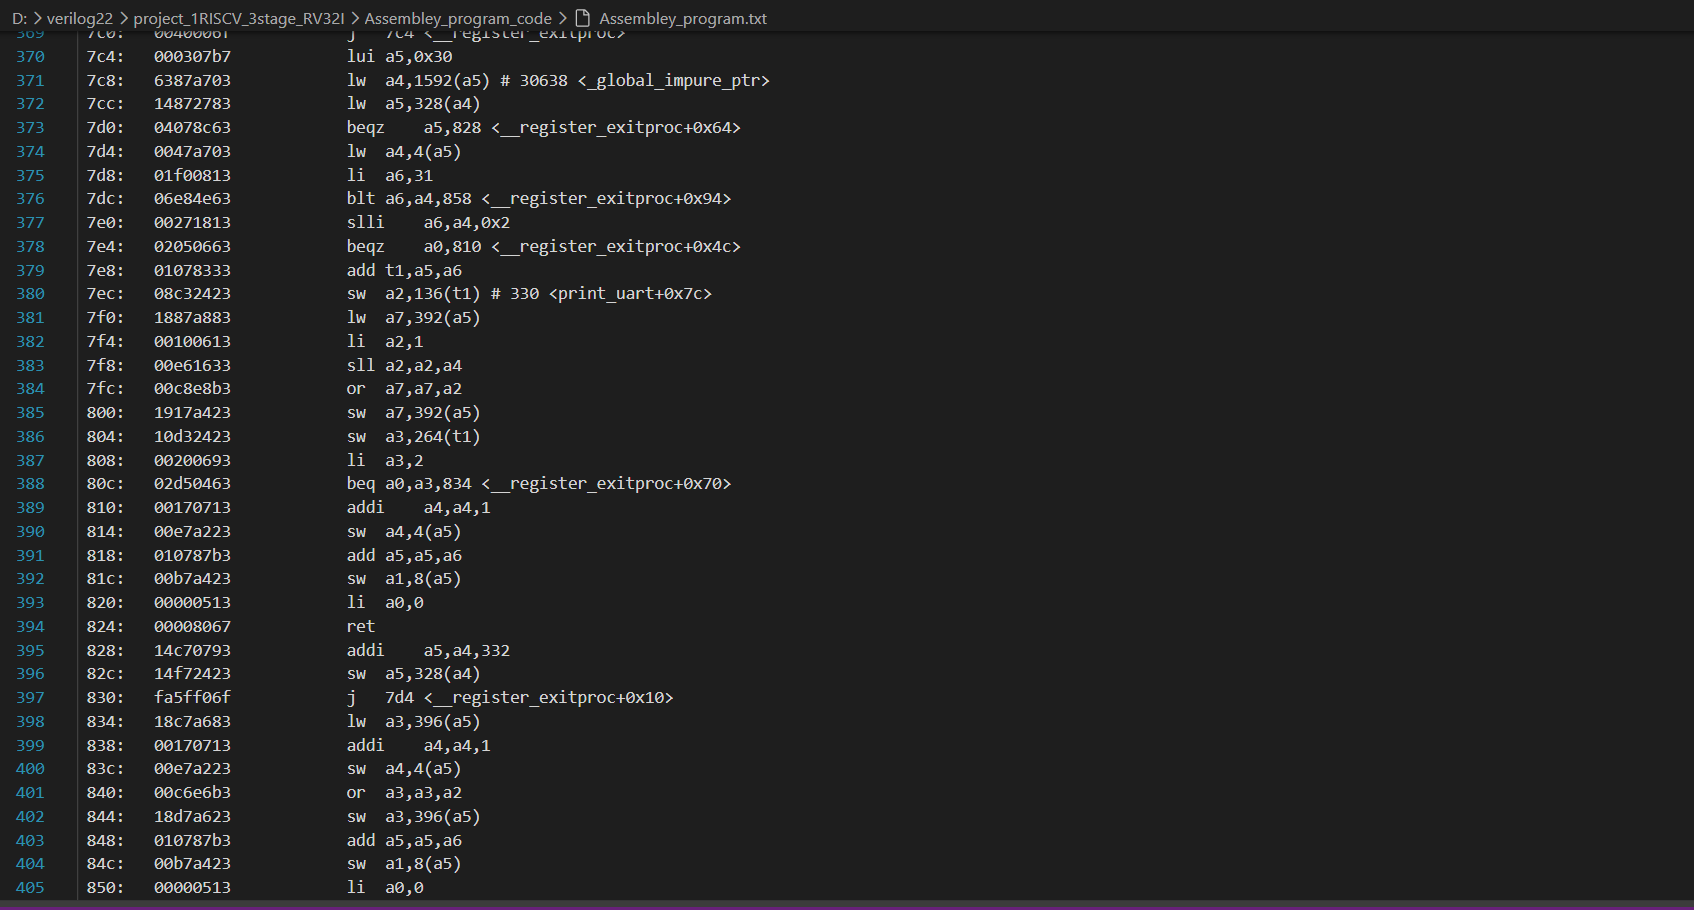 D: > verilog22 > project_1RISCV_3stage_RV32I > Assembley_program_code > Assembley_program.txt
369 7c0: 0040006f j 7c4 <__register_exitproc>
370 7c4: 000307b7 lui a5,0x30
371 7c8: 6387a703 lw a4,1592(a5) # 30638 <_global_impure_ptr>
372 7cc: 14872783 lw a5,328(a4)
373 7d0: 04078c63 beqz a5,828 <__register_exitproc+0x64>
374 7d4: 0047a703 lw a4,4(a5)
375 7d8: 01f00813 li a6,31
376 7dc: 06e84e63 blt a6,a4,858 <__register_exitproc+0x94>
377 7e0: 00271813 slli a6,a4,0x2
378 7e4: 02050663 beqz a0,810 <__register_exitproc+0x4c>
379 7e8: 01078333 add t1,a5,a6
380 7ec: 08c32423 sw a2,136(t1) # 330 <print_uart+0x7c>
381 7f0: 1887a883 lw a7,392(a5)
382 7f4: 00100613 li a2,1
383 7f8: 00e61633 sll a2,a2,a4
384 7fc: 00c8e8b3 or a7,a7,a2
385 800: 1917a423 sw a7,392(a5)
386 804: 10d32423 sw a3,264(t1)
387 808: 00200693 li a3,2
388 80c: 02d50463 beq a0,a3,834 <__register_exitproc+0x70>
389 810: 00170713 addi a4,a4,1
390 814: 00e7a223 sw a4,4(a5)
391 818: 010787b3 add a5,a5,a6
392 81c: 00b7a423 sw a1,8(a5)
393 820: 00000513 li a0,0
394 824: 00008067 ret
395 828: 14c70793 addi a5,a4,332
396 82c: 14f72423 sw a5,328(a4)
397 830: fa5ff06f j 7d4 <__register_exitproc+0x10>
398 834: 18c7a683 lw a3,396(a5)
399 838: 00170713 addi a4,a4,1
400 83c: 00e7a223 sw a4,4(a5)
401 840: 00c6e6b3 or a3,a3,a2
402 844: 18d7a623 sw a3,396(a5)
403 848: 010787b3 add a5,a5,a6
404 84c: 00b7a423 sw a1,8(a5)
405 850: 00000513 li a0,0